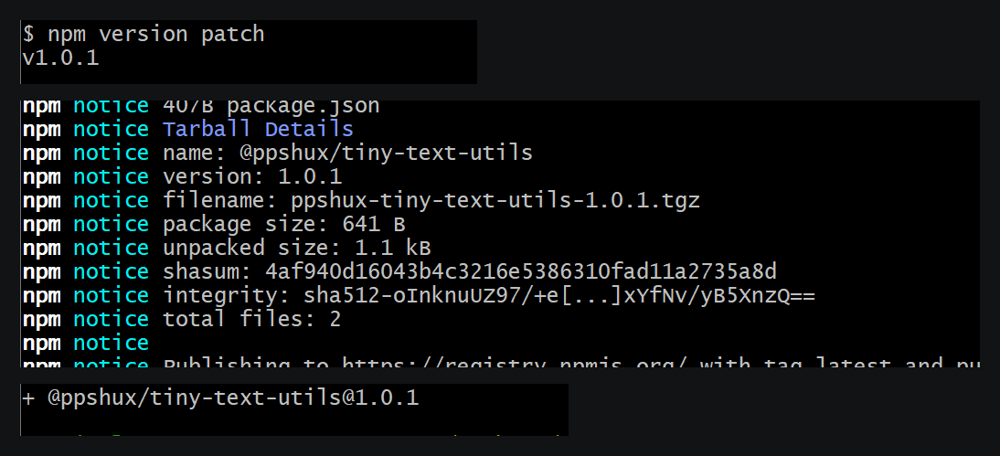 $ npm version patch
v1.0.1
npm notice 407B package.json
npm notice Tarball Details
npm notice name: @ppshux/tiny-text-utils
npm notice version: 1.0.1
npm notice filename: ppshux-tiny-text-utils-1.0.1.tgz
npm notice package size: 641 B
npm notice unpacked size: 1.1 kB
npm notice shasum: 4af940d16043b4c3216e5386310fad11a2735a8d
npm notice integrity: sha512-oInknuUZ97/+e[...]xYfNv/yB5XnzQ==
npm notice total files: 2
npm notice
npm notice Publishing to https://registry.npmjs.org/ with tag latest and pu
+ @ppshux/tiny-text-utils@1.0.1